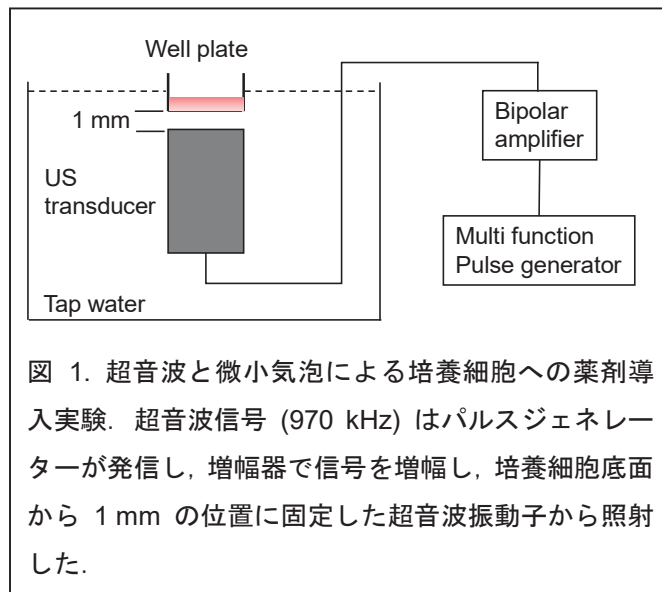 Well plate
1 mm
US
transducer
Tap water
Bipolar
amplifier
Multi function
Pulse generator
図 1. 超音波と微小気泡による培養細胞への薬剤導
入実験. 超音波信号 (970 kHz) はパルスジェネレー
ターが発信し, 増幅器で信号を増幅し, 培養細胞底面
から 1 mm の位置に固定した超音波振動子から照射
した.